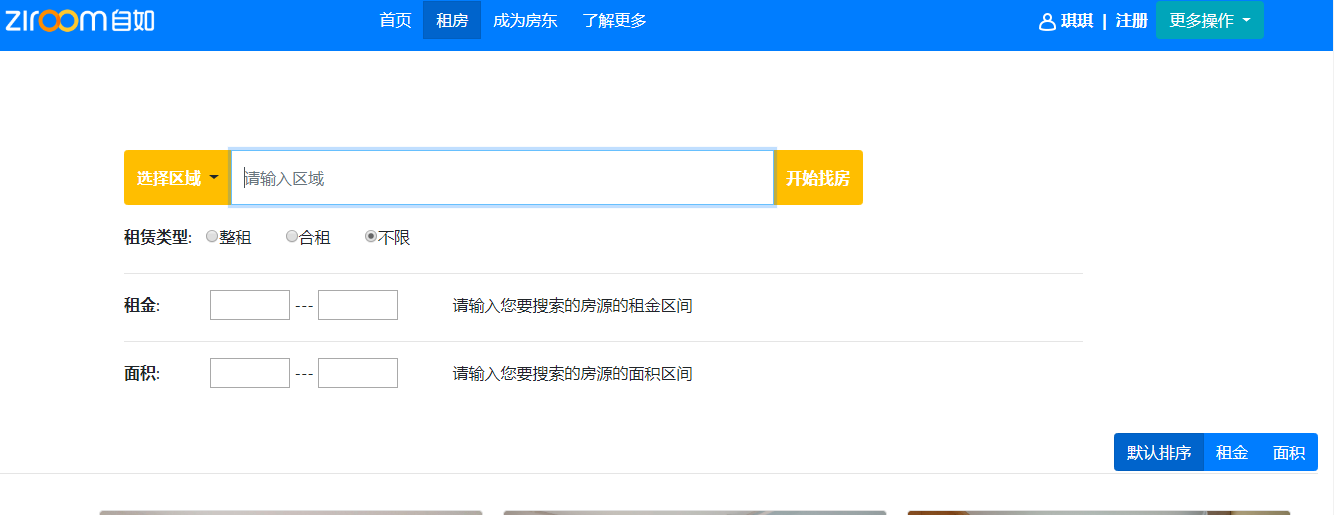 ziroom自如 首页 租房 成为房东 了解更多 琪琪 | 注册 更多操作
选择区域 请输入区域 开始找房
租赁类型: 整租 合租 不限
租金: --- 请输入您要搜索的房源的租金区间
面积: --- 请输入您要搜索的房源的面积区间
默认排序 租金 面积